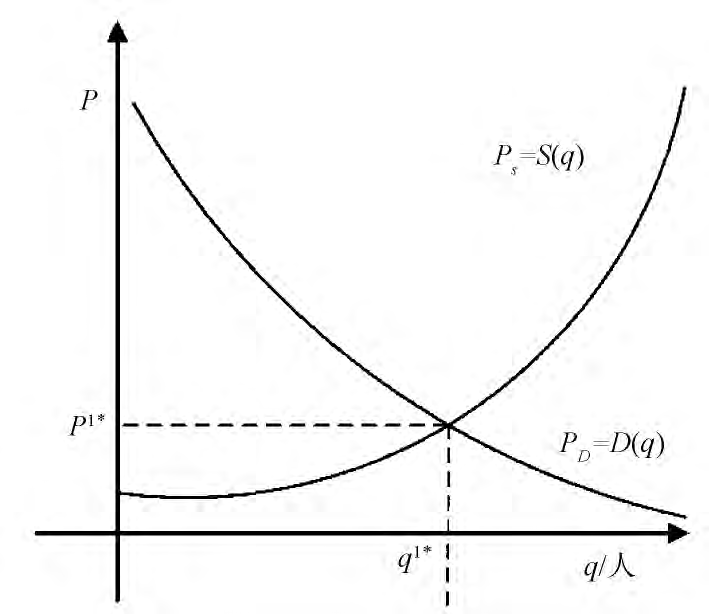 P
P_s=S(q)
P^{1*}
P_D=D(q)
q^{1*}
q/人